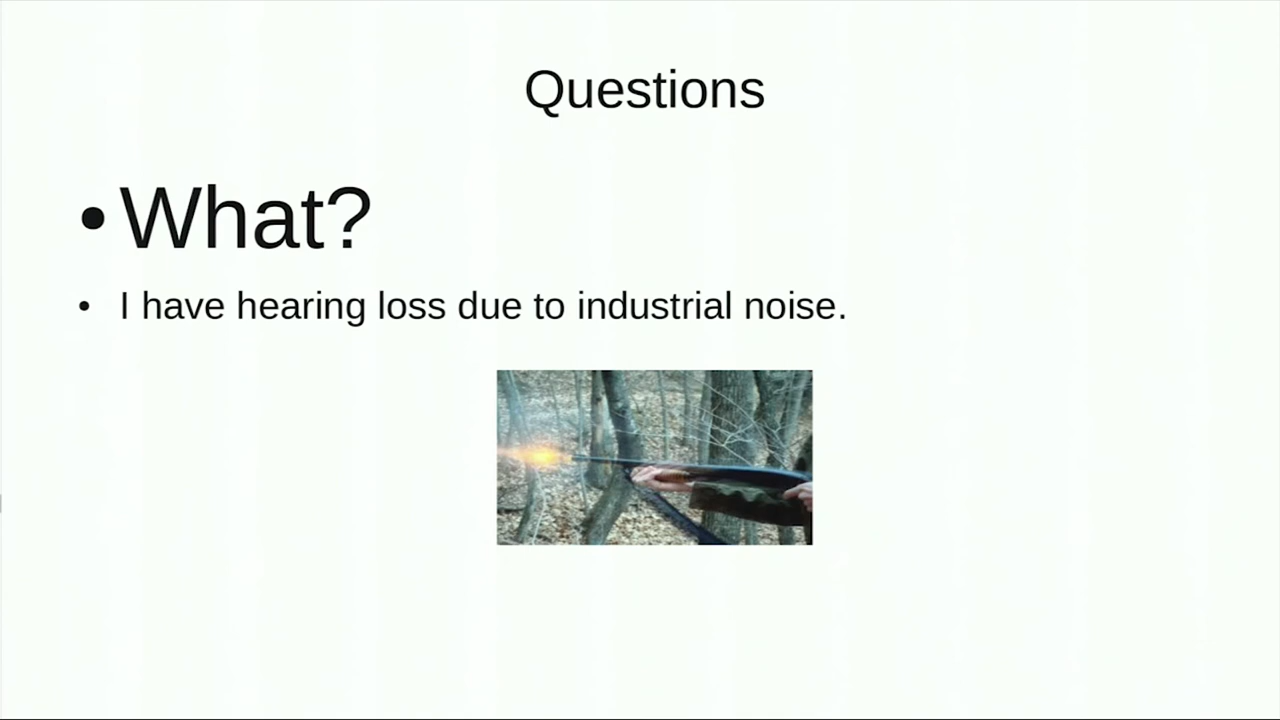 Questions
• What?
• I have hearing loss due to industrial noise.